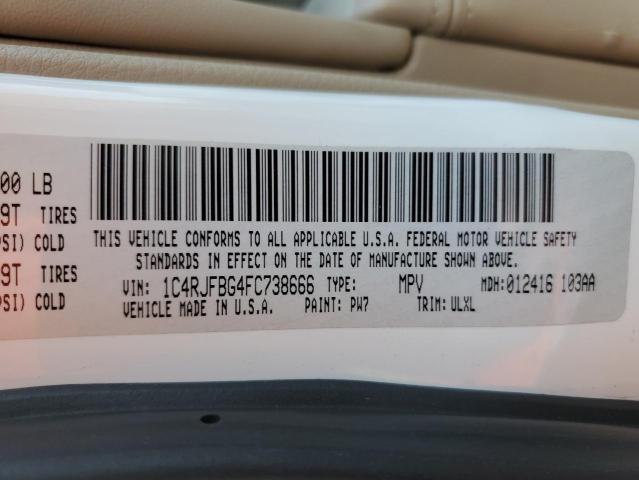 00 LB
9T TIRES
PSI) COLD
9T TIRES
SI) COLD
THIS VEHICLE CONFORMS TO ALL APPLICABLE U.S.A. FEDERAL MOTOR VEHICLE SAFETY
STANDARDS IN EFFECT ON THE DATE OF MANUFACTURE SHOWN ABOVE.
VIN: 1C4RJFBG4FC738666 TYPE: MPV MDH:012416 103AA
VEHICLE MADE IN U.S.A. PAINT: PW7 TRIM: ULXL